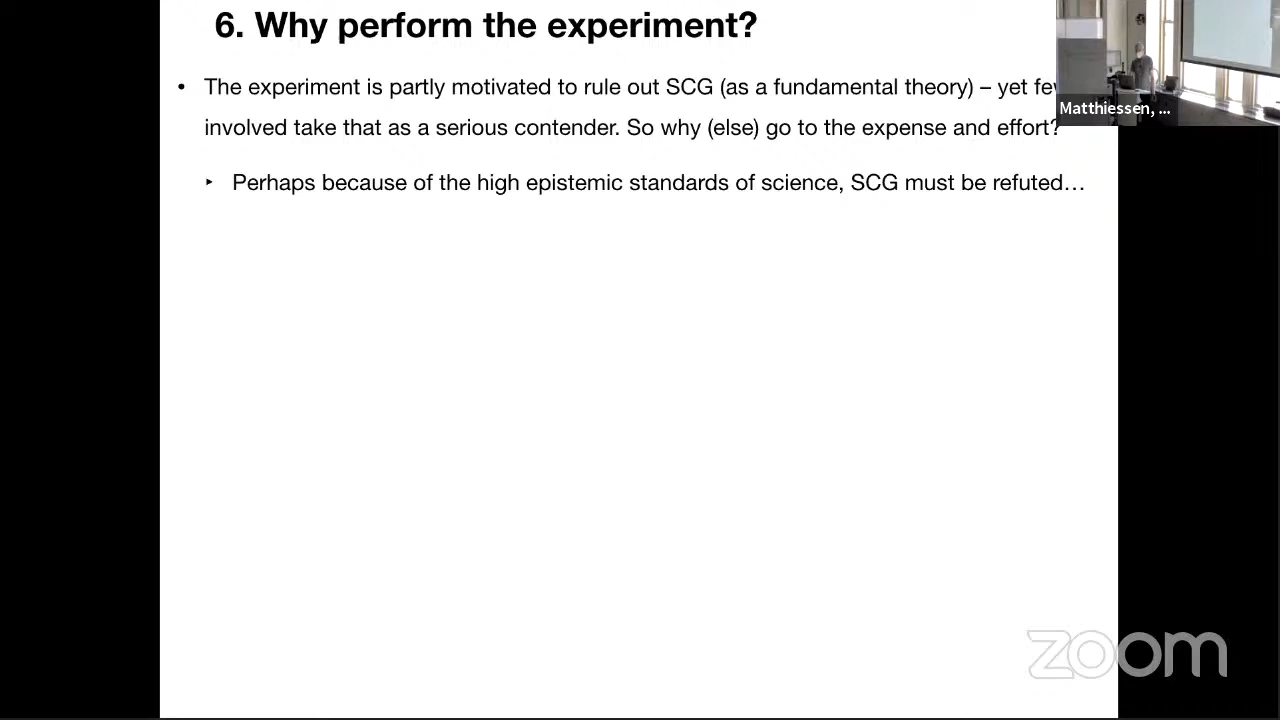 6. Why perform the experiment?
• The experiment is partly motivated to rule out SCG (as a fundamental theory) – yet
involved take that as a serious contender. So why (else) go to the expense and effort?
‣ Perhaps because of the high epistemic standards of science, SCG must be refuted…
Matthiessen, ...
zoom